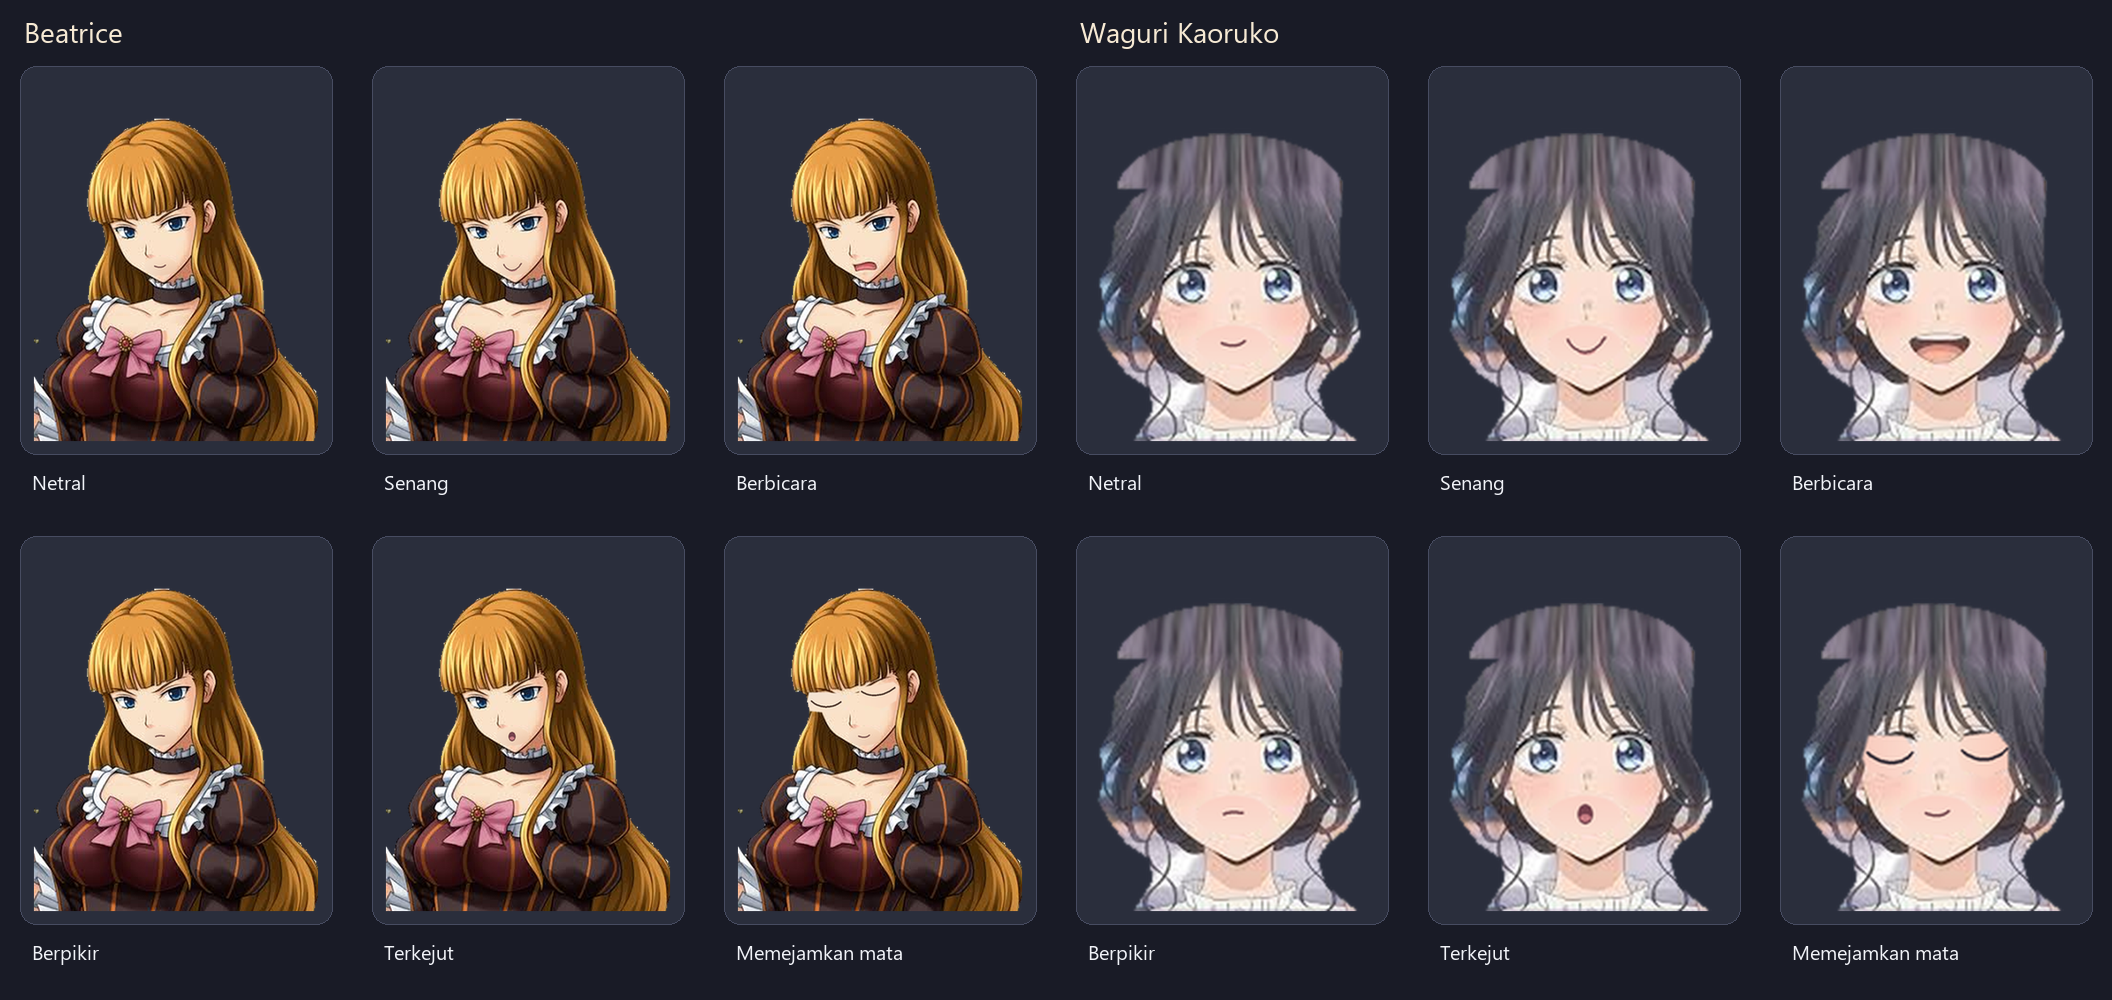 Beatrice
Waguri Kaoruko
Netral
Senang
Berbicara
Netral
Senang
Berbicara
Berpikir
Terkejut
Memejamkan mata
Berpikir
Terkejut
Memejamkan mata